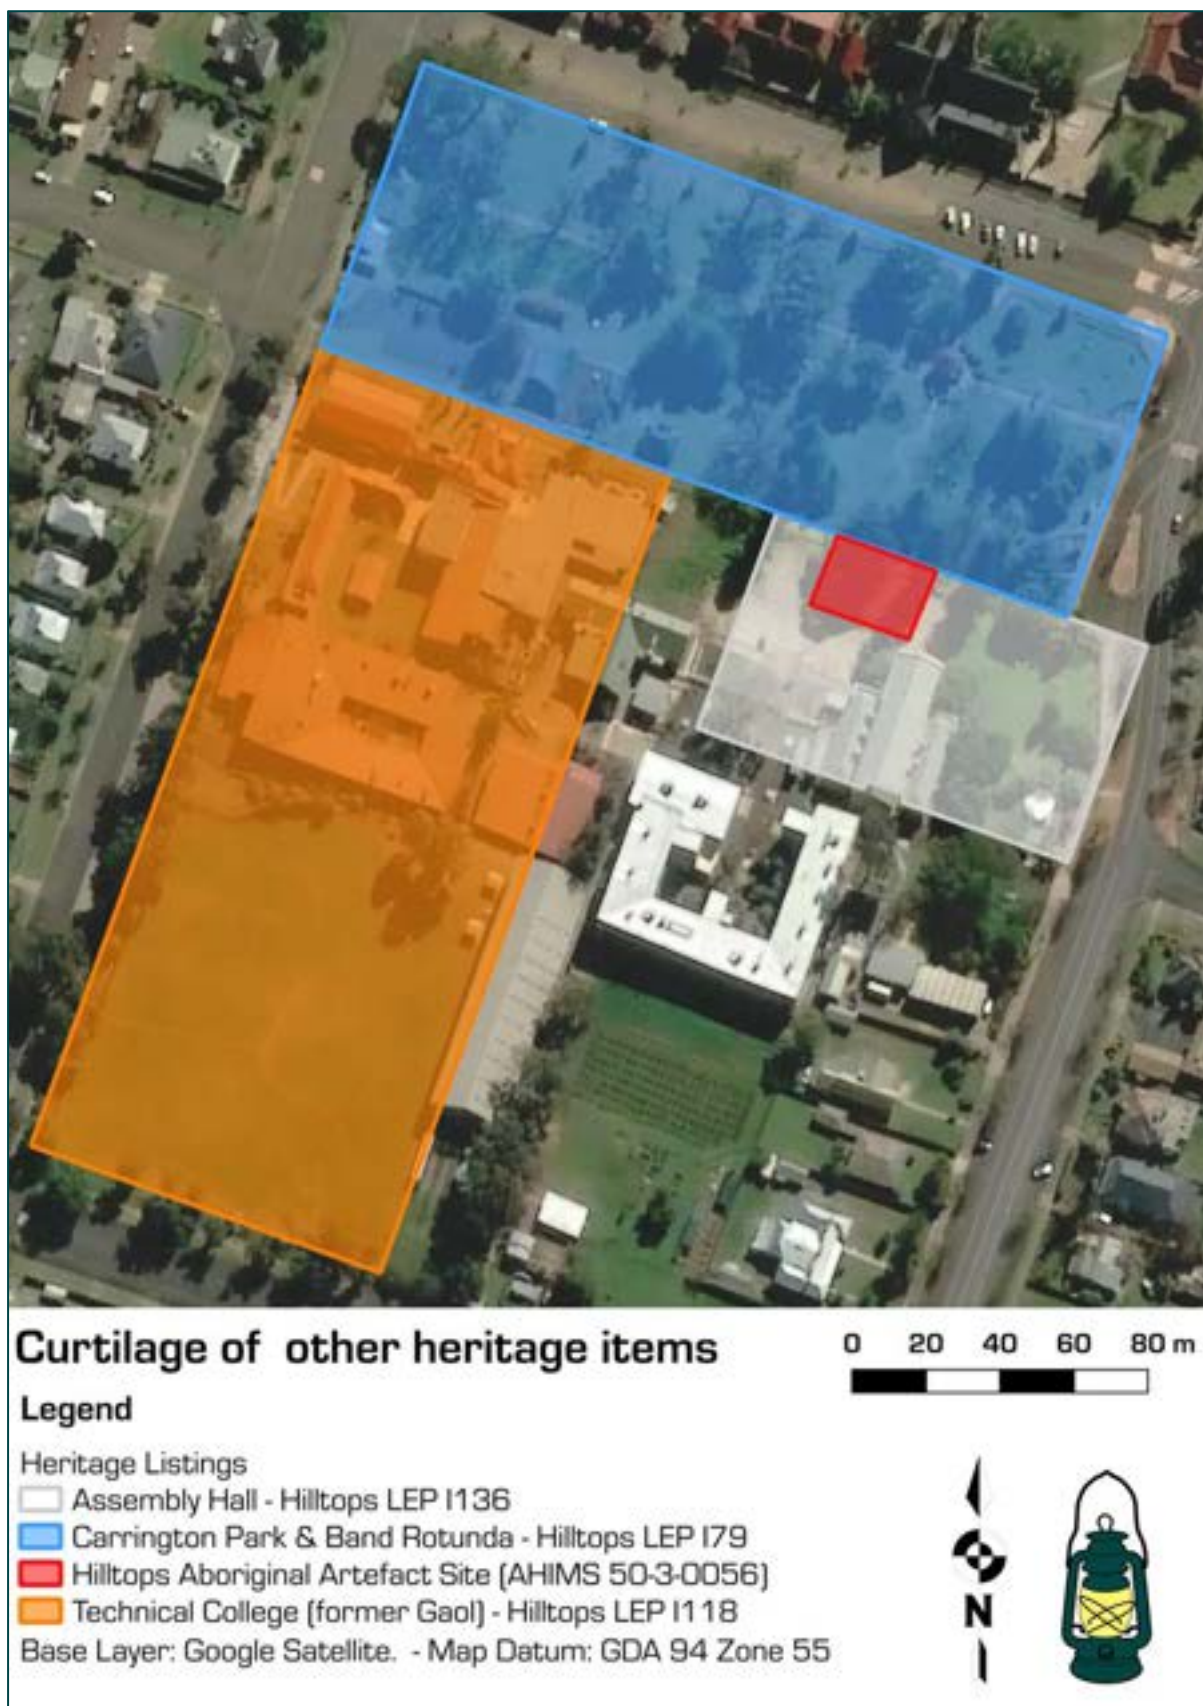 Curtilage of other heritage items
0 20 40 60 80 m
Legend
Heritage Listings
Assembly Hall - Hilltops LEP I136
Carrington Park & Band Rotunda - Hilltops LEP I79
Hilltops Aboriginal Artefact Site (AHIMS 50-3-0056)
Technical College (former Gaol) - Hilltops LEP I118
Base Layer: Google Satellite. - Map Datum: GDA 94 Zone 55
N